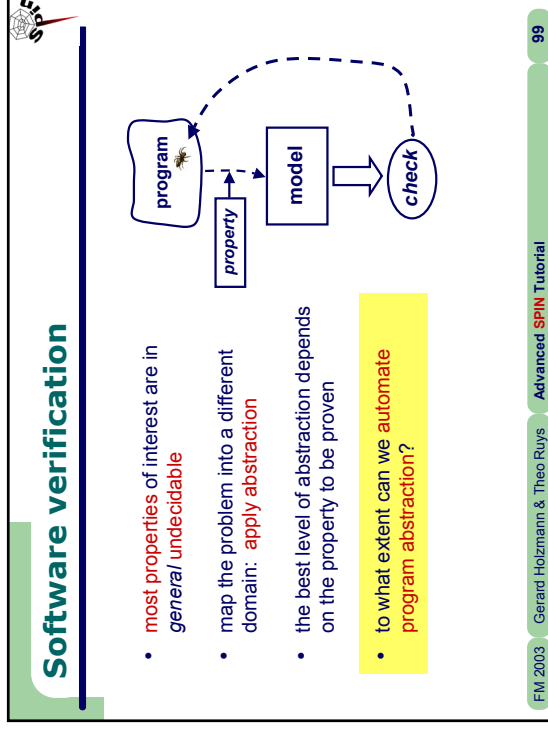 Spin
Software verification
• most properties of interest are in
general undecidable
• map the problem into a different
domain: apply abstraction
• the best level of abstraction depends
on the property to be proven
• to what extent can we automate
program abstraction?
program
property
model
check
FM 2003 Gerard Holzmann & Theo Ruys Advanced SPIN Tutorial 99